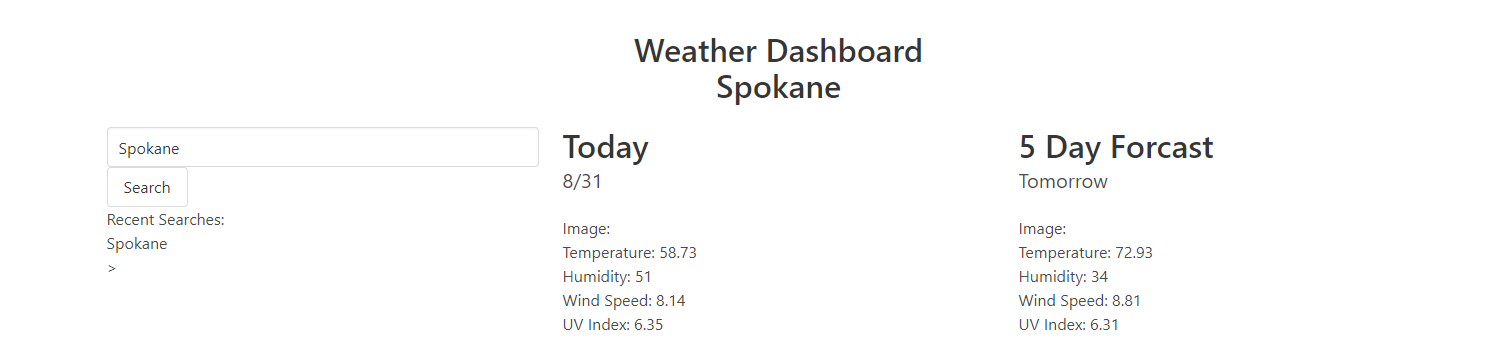 Weather Dashboard
Spokane
Spokane
Search
Recent Searches:
Spokane
>
Today
8/31
Image:
Temperature: 58.73
Humidity: 51
Wind Speed: 8.14
UV Index: 6.35
5 Day Forcast
Tomorrow
Image:
Temperature: 72.93
Humidity: 34
Wind Speed: 8.81
UV Index: 6.31